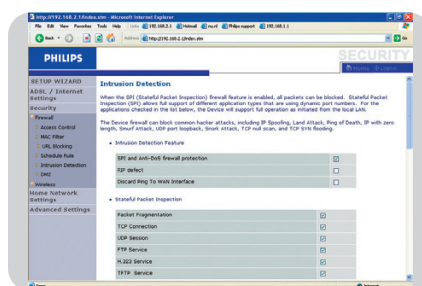 http://192.168.2.1/index.stm - Microsoft Internet Explorer
File Edit View Favorites Tools Help
Back
Address http://192.168.2.1/index.stm
PHILIPS
SECURITY
SETUP WIZARD
ADSL / Internet Settings
Security
Firewall
Access Control
MAC Filter
URL Blocking
Schedule Rule
Intrusion Detection
DMZ
Wireless
Home Network Settings
Advanced Settings
Intrusion Detection
When the SPI (Stateful Packet Inspection) firewall feature is enabled, all packets can be blocked. Stateful Packet
Inspection (SPI) allows full support of different application types that are using dynamic port numbers. For the
applications checked in the list below, the Device will support full operation as initiated from the local LAN.
The Device firewall can block common hacker attacks, including IP Spoofing, Land Attack, Ping of Death, IP with zero
length, Smurf Attack, UDP port loopback, Snork Attack, TCP null scan, and TCP SYN flooding.
• Intrusion Detection Feature
SPI and Anti-DoS firewall protection
RIP defect
Discard Ping To WAN Interface
• Stateful Packet Inspection
Packet Fragmentation
TCP Connection
UDP Session
FTP Service
H.323 Service
TFTP Service